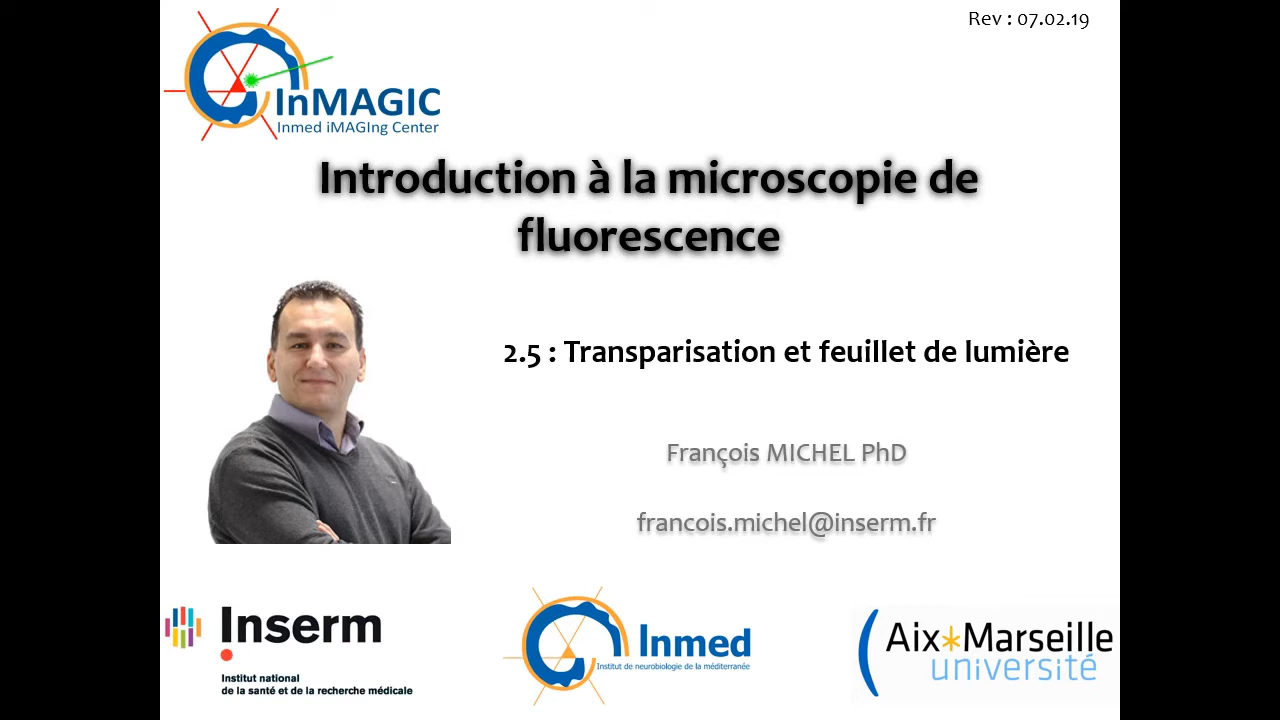 Rev : 07.02.19
InMAGIC
Inmed iMAGIng Center
Introduction à la microscopie de
fluorescence
2.5 : Transparisation et feuillet de lumière
François MICHEL PhD
francois.michel@inserm.fr
Inserm
Institut national
de la santé et de la recherche médicale
Inmed
Institut de neurobiologie de la méditerranée
Aix Marseille
université